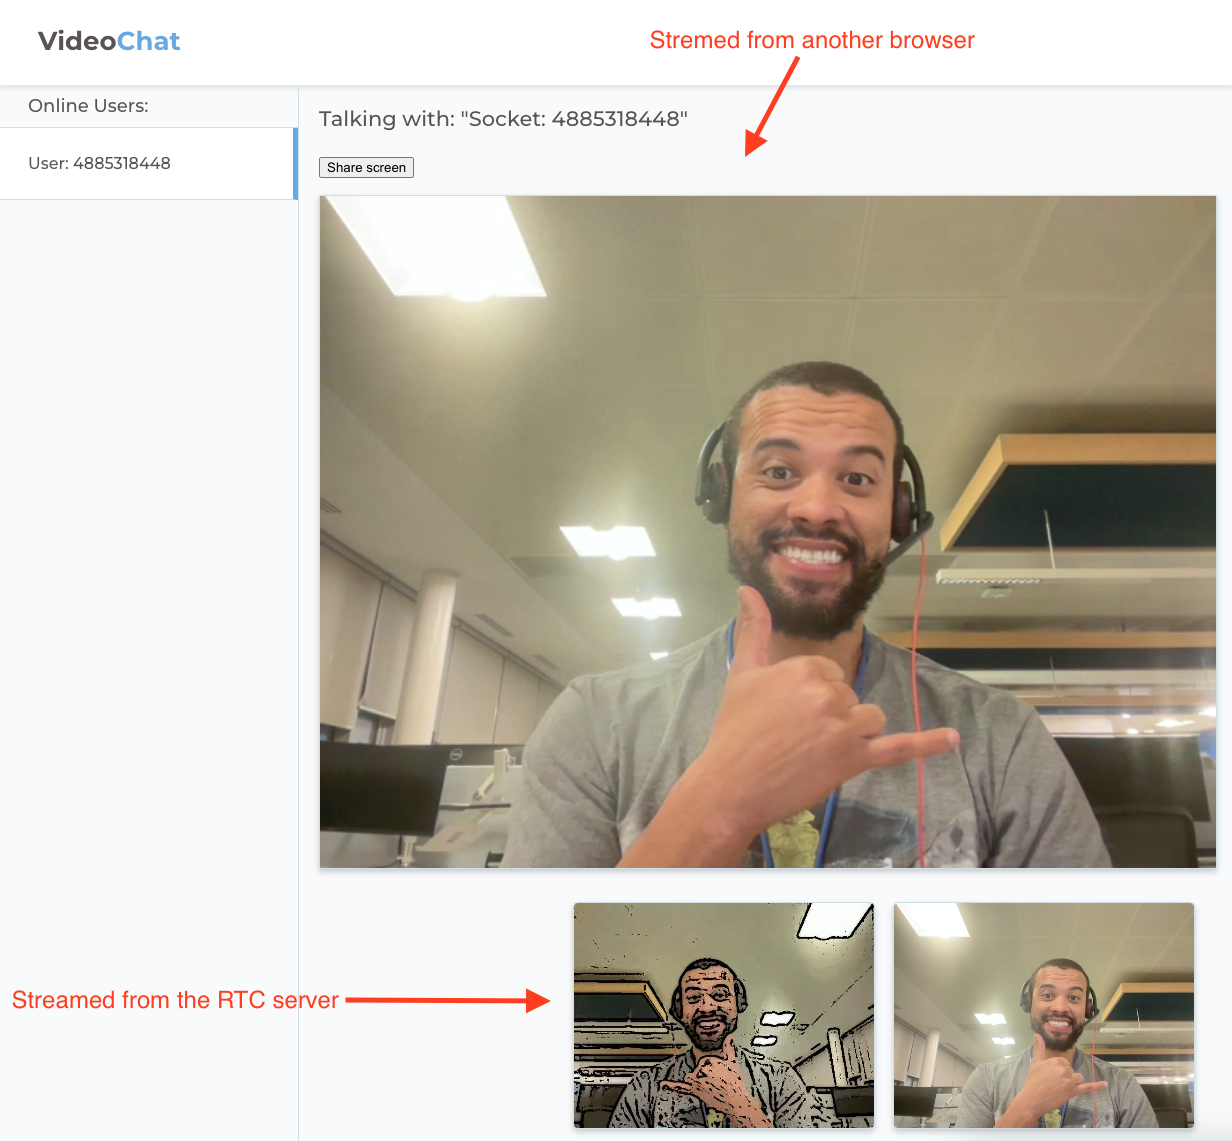 VideoChat
Stremed from another browser
Online Users:
Talking with: "Socket: 4885318448"
User: 4885318448
Share screen
Streamed from the RTC server